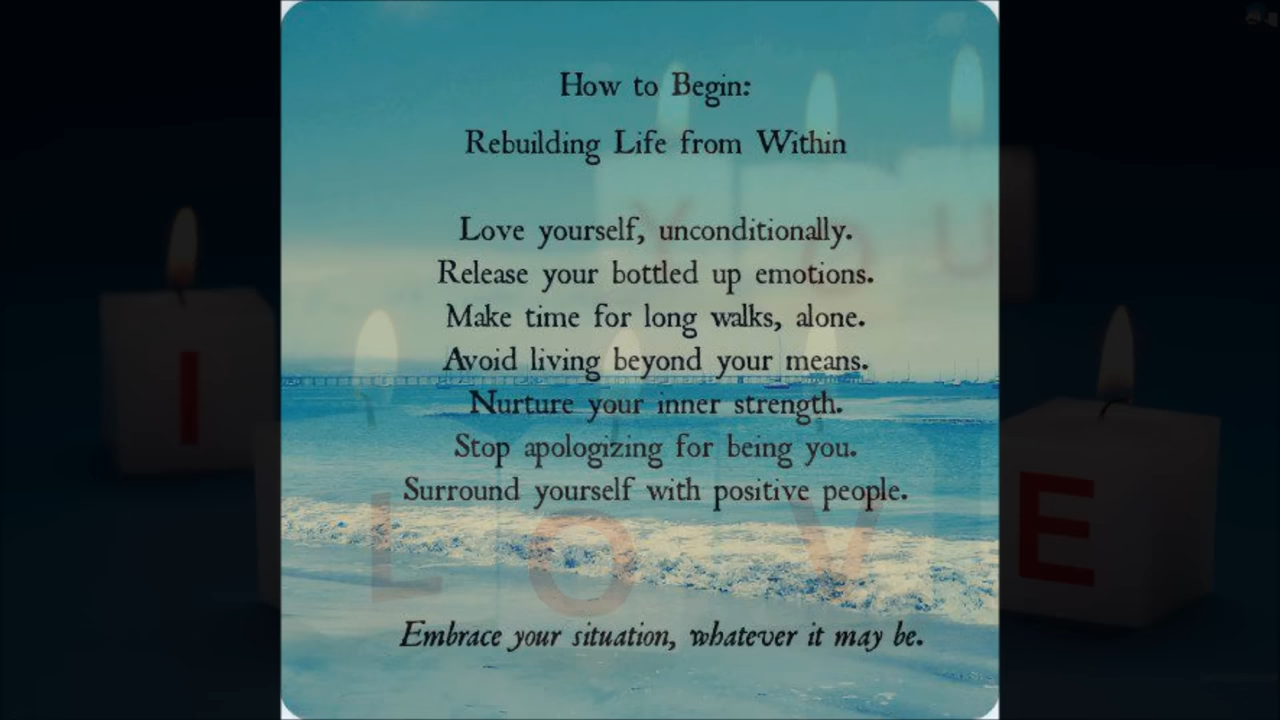 How to Begin:
Rebuilding Life from Within
Love yourself, unconditionally.
Release your bottled up emotions.
Make time for long walks, alone.
Avoid living beyond your means.
Nurture your inner strength.
Stop apologizing for being you.
Surround yourself with positive people.
Embrace your situation, whatever it may be.
I
YOU
LOVE